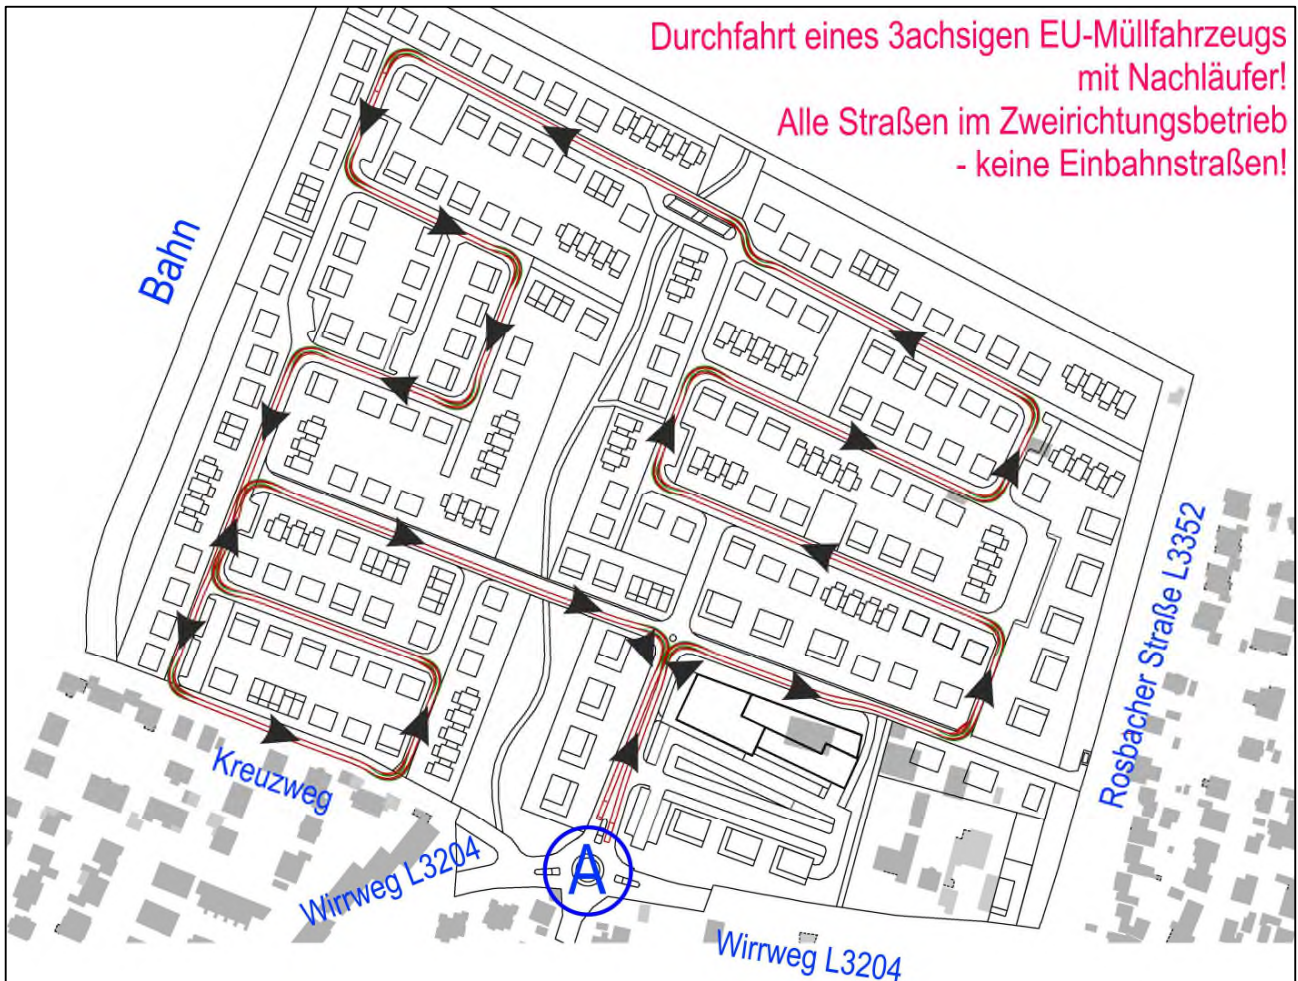 Durchfahrt eines 3achsigen EU-Müllfahrzeugs
mit Nachläufer!
Alle Straßen im Zweirichtungsbetrieb
- keine Einbahnstraßen!
Bahn
Rosbacher Straße L3352
Kreuzweg
Wirrweg L3204
A
Wirrweg L3204